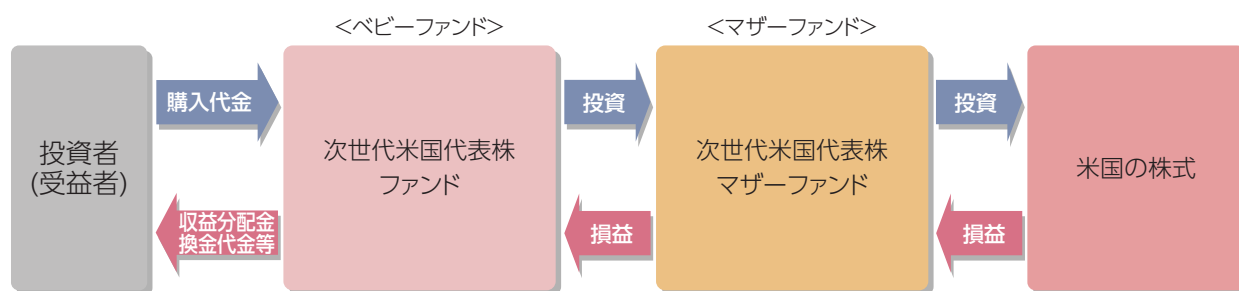 <ベビーファンド>
<マザーファンド>
購入代金
投資
投資
投資者
(受益者)
次世代米国代表株
ファンド
次世代米国代表株
マザーファンド
米国の株式
収益分配金
換金代金等
損益
損益